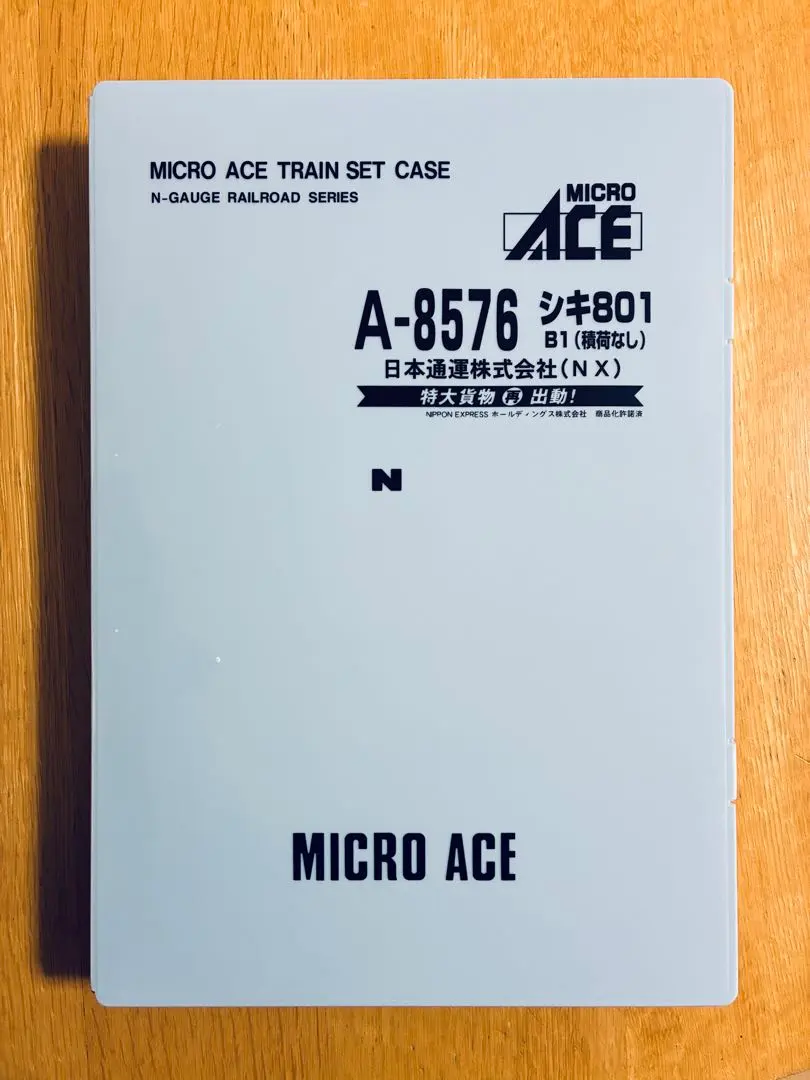 MICRO ACE TRAIN SET CASE
N-GAUGE RAILROAD SERIES
MICRO
ACE
A-8576 シキ801
B1(積荷なし)
日本通運株式会社(NX)
特大貨物 再 出動!
NIPPON EXPRESS ホールディングス株式会社 商品化許諾済
N
MICRO ACE